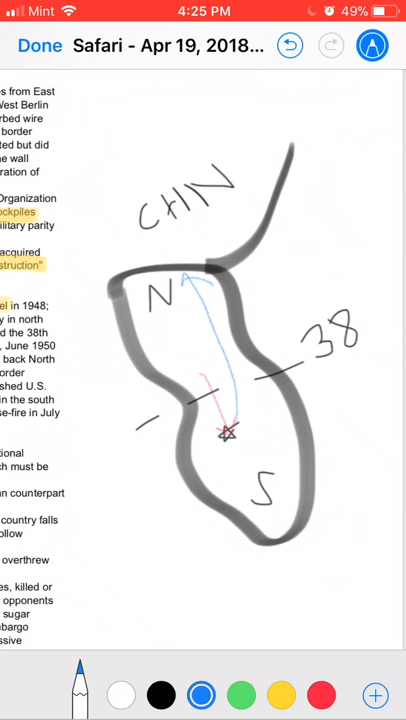 Mint 4:25 PM 49%
Done Safari - Apr 19, 2018...
es from East
West Berlin
rbed wire
border
ted but did
e wall
ration of
Organization
ockpiles
litary parity
acquired
struction"
el in 1948;
y in north
d the 38th
, June 1950
back North
order
shed U.S.
in the south
se-fire in July
tional
ch must be
an counterpart
country falls
ollow
overthrew
es, killed or
opponents
sugar
mbargo
ssive
CHIN
N
38
S